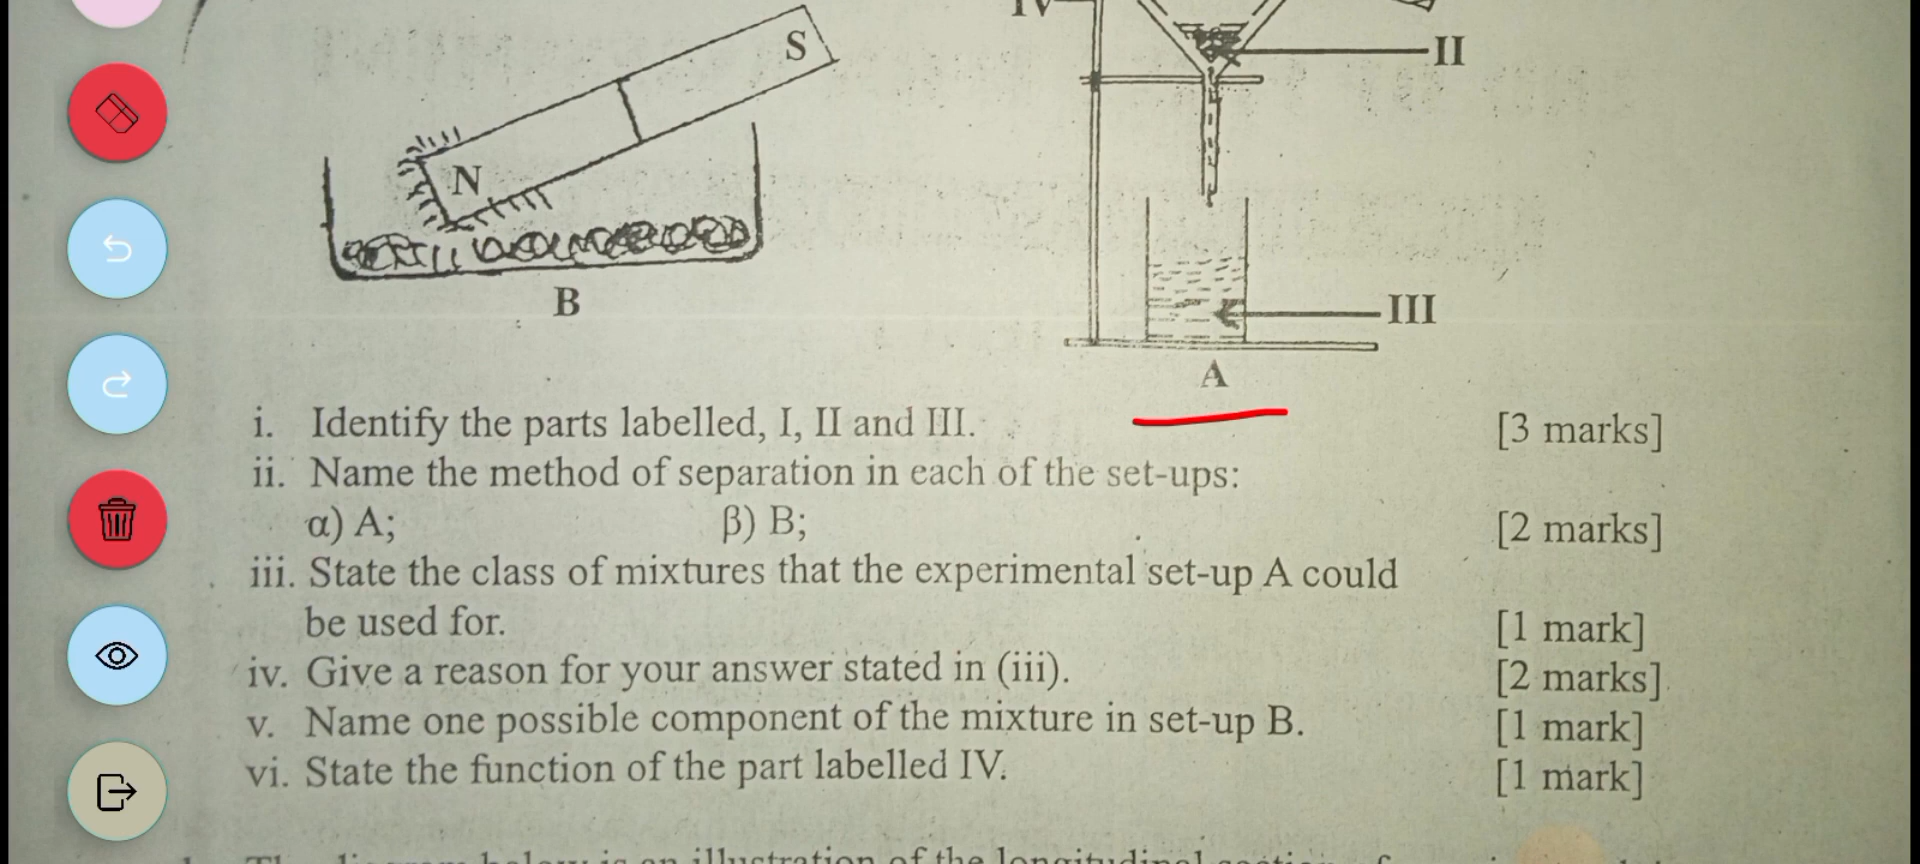 IV
S
II
N
B
III
A
i. Identify the parts labelled, I, II and III. [3 marks]
ii. Name the method of separation in each of the set-ups:
α) A; β) B; [2 marks]
iii. State the class of mixtures that the experimental set-up A could
be used for. [1 mark]
iv. Give a reason for your answer stated in (iii). [2 marks]
v. Name one possible component of the mixture in set-up B. [1 mark]
vi. State the function of the part labelled IV. [1 mark]